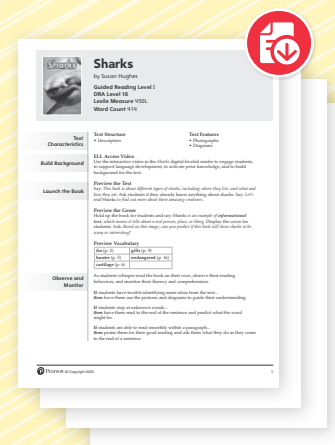 Sharks
Sharks
by Susan Hughes
Guided Reading Level I
DRA Level 16
Lexile Measure 450L
Word Count 474
Text Characteristics
Text Structure
• Description
Text Features
• Photographs
• Diagrams
Build Background
ELL Access Video
Use the interactive video in the Sharks digital leveled reader to engage students,
to support language development, to activate prior knowledge, and to build
background for the text.
Launch the Book
Preview the Text
Say: This book is about different types of sharks, including where they live, and what and
how they eat. Ask students if they already know anything about sharks. Say: Let's
read Sharks to find out more about these amazing creatures.
Preview the Genre
Hold up the book for students and say: Sharks is an example of informational
text, which means it tells about a real person, place, or thing. Display the cover for
students. Ask: Based on this image, can you predict if this book will show sharks to be
scary or interesting?
Preview Vocabulary
fin (p. 2) gills (p. 9)
hunter (p. 3) endangered (p. 16)
cartilage (p. 6)
Observe and
Monitor
As students whisper-read the book on their own, observe their reading
behaviors, and monitor their fluency and comprehension.
If students have trouble identifying main ideas from the text...
then have them use the pictures and diagrams to guide their understanding.
If students stop at unknown words...
then have them read to the end of the sentence and predict what the word
might be.
If students are able to read smoothly within a paragraph...
then praise them for their good reading and ask them what they do as they come
to the end of a sentence.
Pearson © Copyright 2022
1